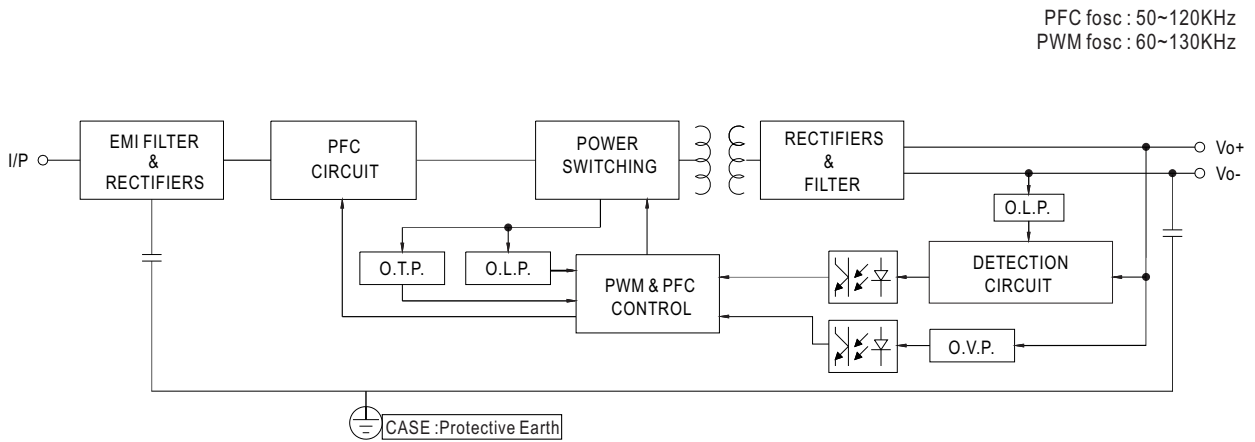 PFC fosc : 50~120KHz
PWM fosc : 60~130KHz
I/P
EMI FILTER
&
RECTIFIERS
PFC
CIRCUIT
POWER
SWITCHING
RECTIFIERS
&
FILTER
Vo+
Vo-
O.L.P.
O.T.P.
O.L.P.
PWM & PFC
CONTROL
DETECTION
CIRCUIT
O.V.P.
CASE :Protective Earth